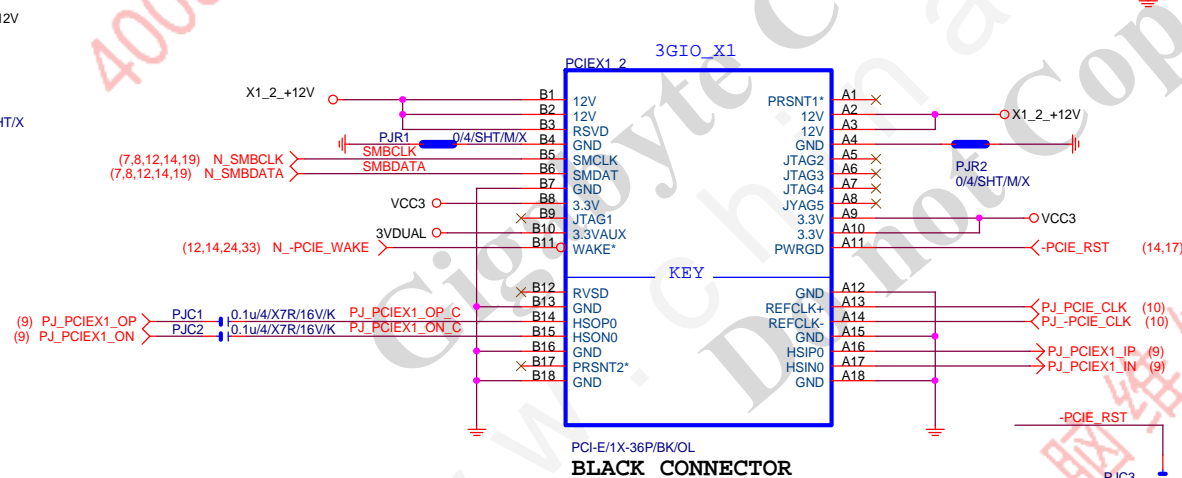 12V
HT/X
4000
3GIO_X1
PCIEX1_2
X1_2_+12V
B1 12V PRSNT1* A1
B2 12V 12V A2 X1_2_+12V
B3 RSVD 12V A3
PJR1 0/4/SHT/M/X B4 GND GND A4
PJR2
0/4/SHT/M/X
(7,8,12,14,19) N_SMBCLK SMBCLK B5 SMCLK JTAG2 A5
(7,8,12,14,19) N_SMBDATA SMBDATA B6 SMDAT JTAG3 A6
B7 GND JTAG4 A7
VCC3 B8 3.3V JYAG5 A8
B9 JTAG1 3.3V A9 VCC3
3VDUAL B10 3.3VAUX 3.3V A10
(12,14,24,33) N_-PCIE_WAKE B11 WAKE* PWRGD A11 -PCIE_RST (14,17)
KEY
B12 RVSD GND A12
B13 GND REFCLK+ A13 PJ_PCIE_CLK (10)
(9) PJ_PCIEX1_OP PJC1 0.1u/4/X7R/16V/K PJ_PCIEX1_OP_C B14 HSOP0 REFCLK- A14 PJ_-PCIE_CLK (10)
(9) PJ_PCIEX1_ON PJC2 0.1u/4/X7R/16V/K PJ_PCIEX1_ON_C B15 HSON0 GND A15
B16 GND HSIP0 A16 PJ_PCIEX1_IP (9)
B17 PRSNT2* HSIN0 A17 PJ_PCIEX1_IN (9)
B18 GND GND A18
-PCIE_RST
PJC3
PCI-E/1X-36P/BK/OL
BLACK CONNECTOR
Gigabyte C
Do not Cop
w . c h i n a
脑 维